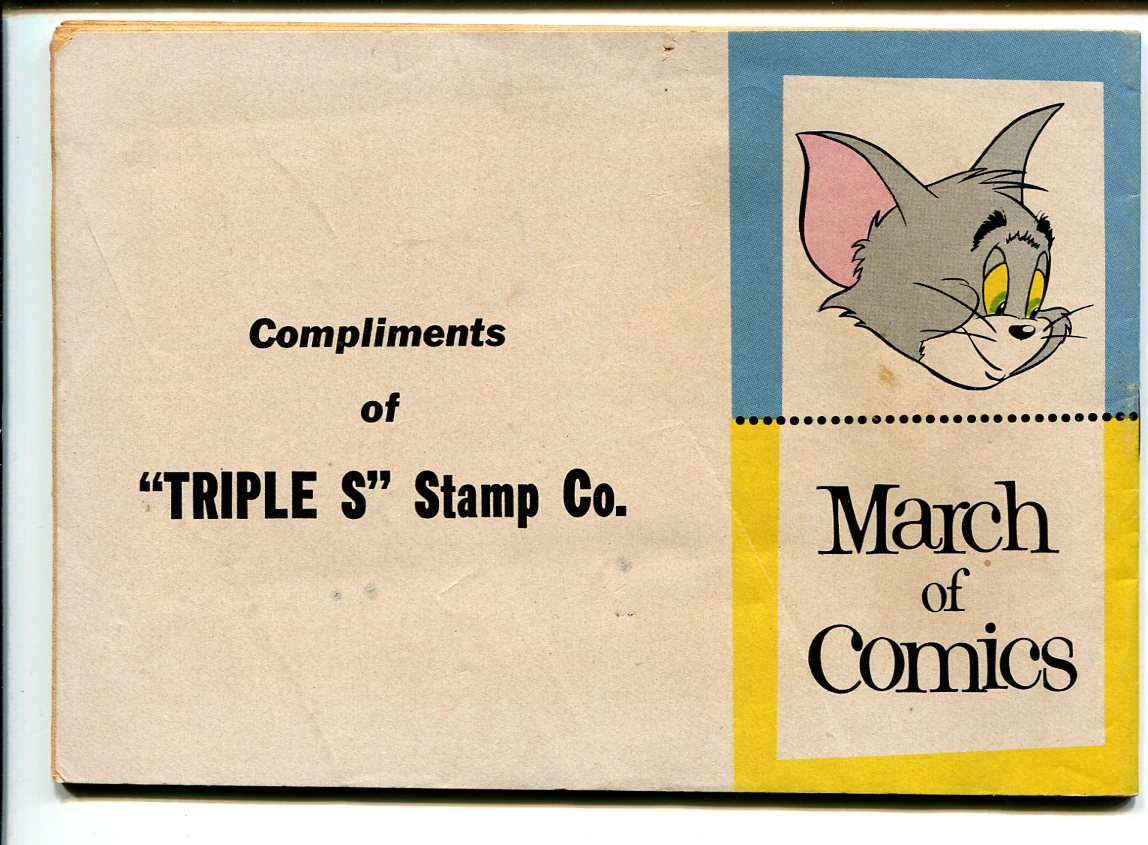 Compliments
of
“TRIPLE S” Stamp Co.
March
of
Comics